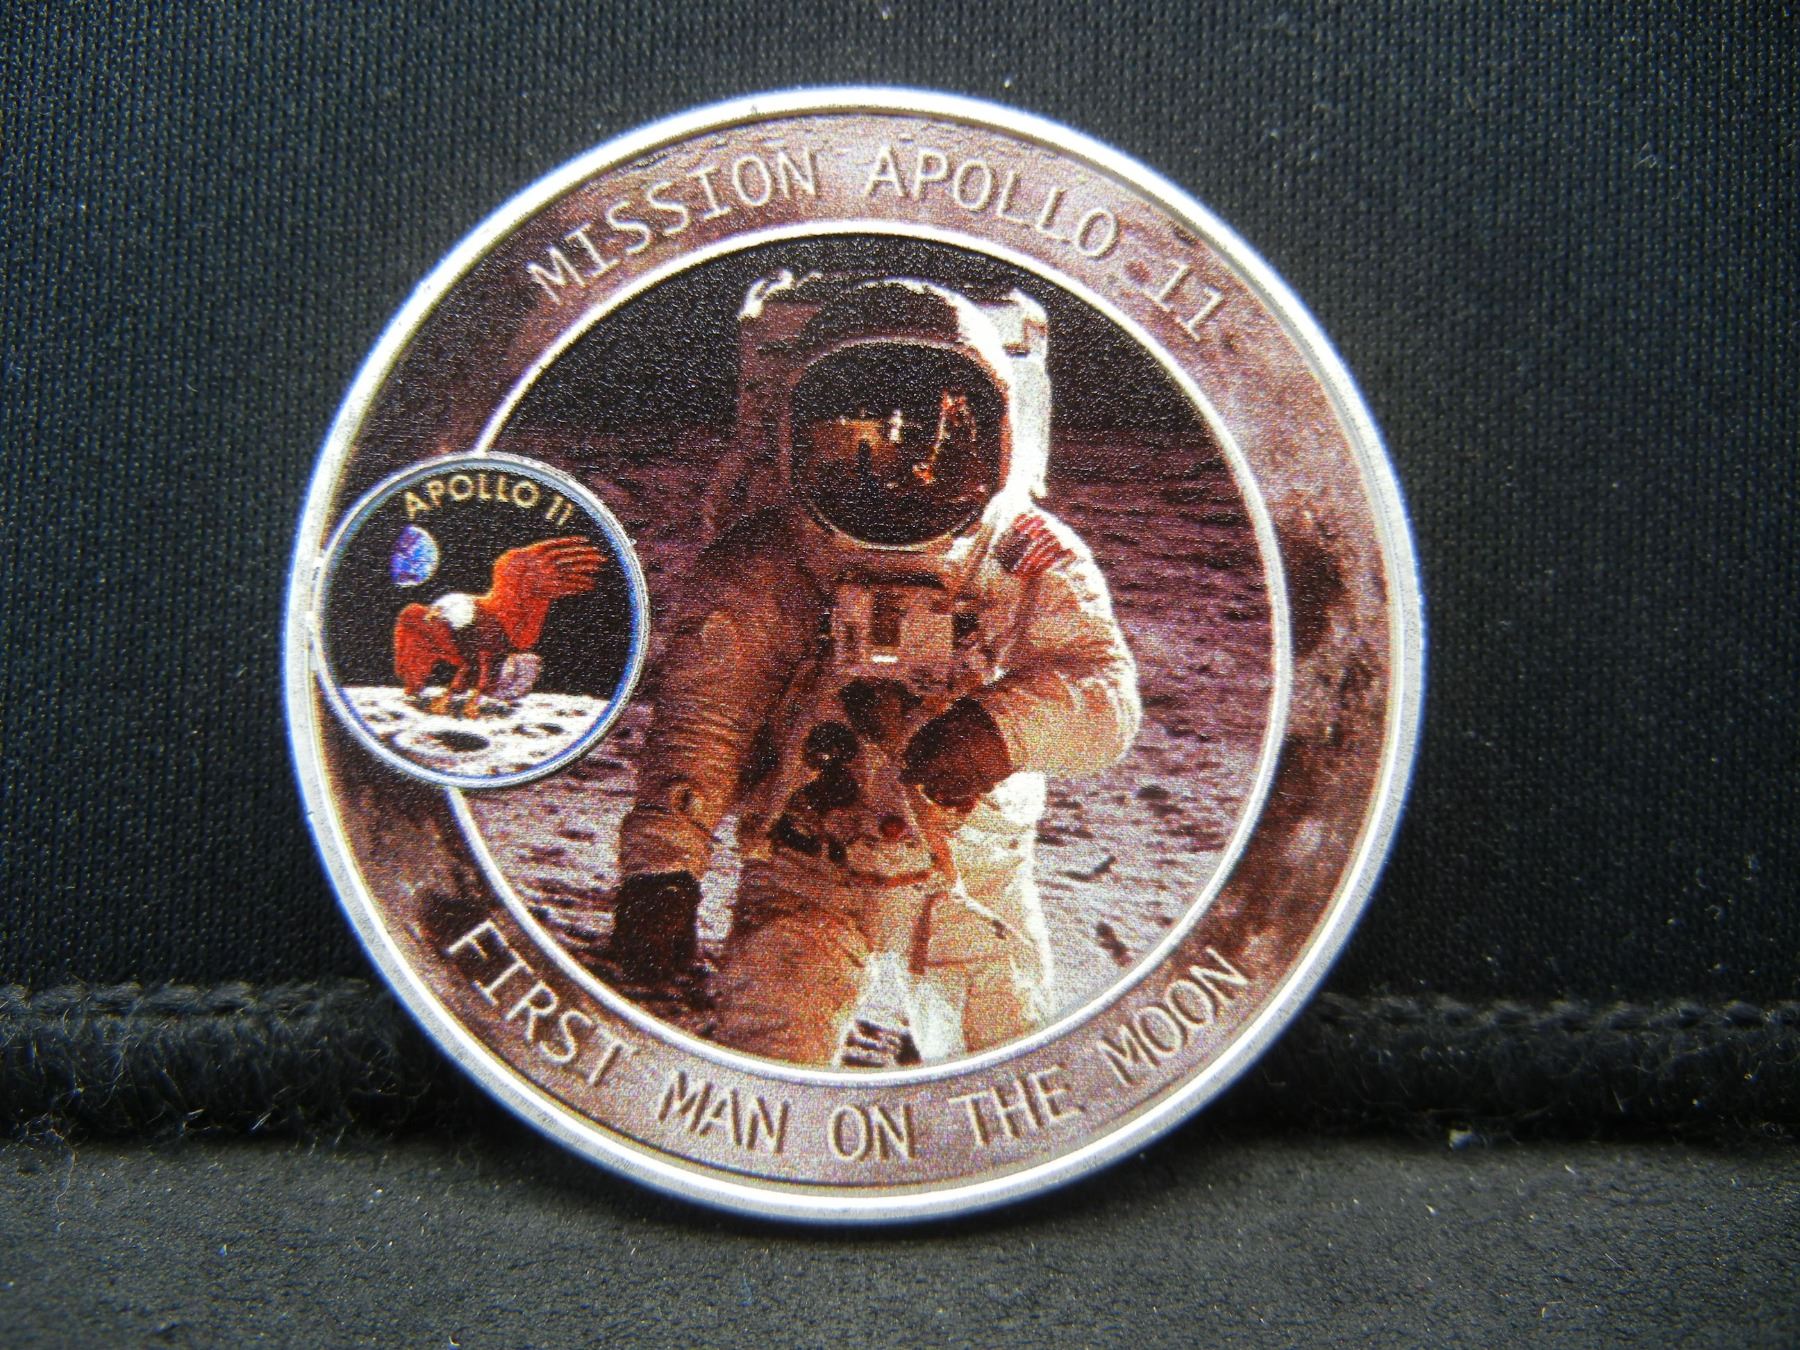 MISSION APOLLO 11
APOLLO 11
FIRST MAN ON THE MOON